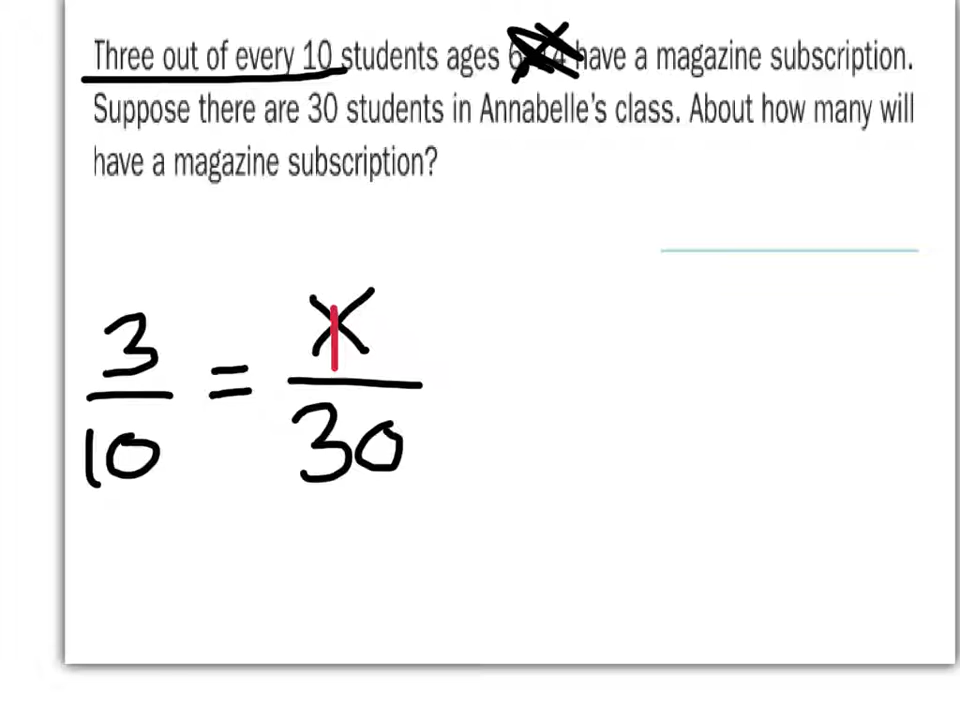 Three out of every 10 students ages have a magazine subscription.
Suppose there are 30 students in Annabelle's class. About how many will
have a magazine subscription?
3/10 = x/30